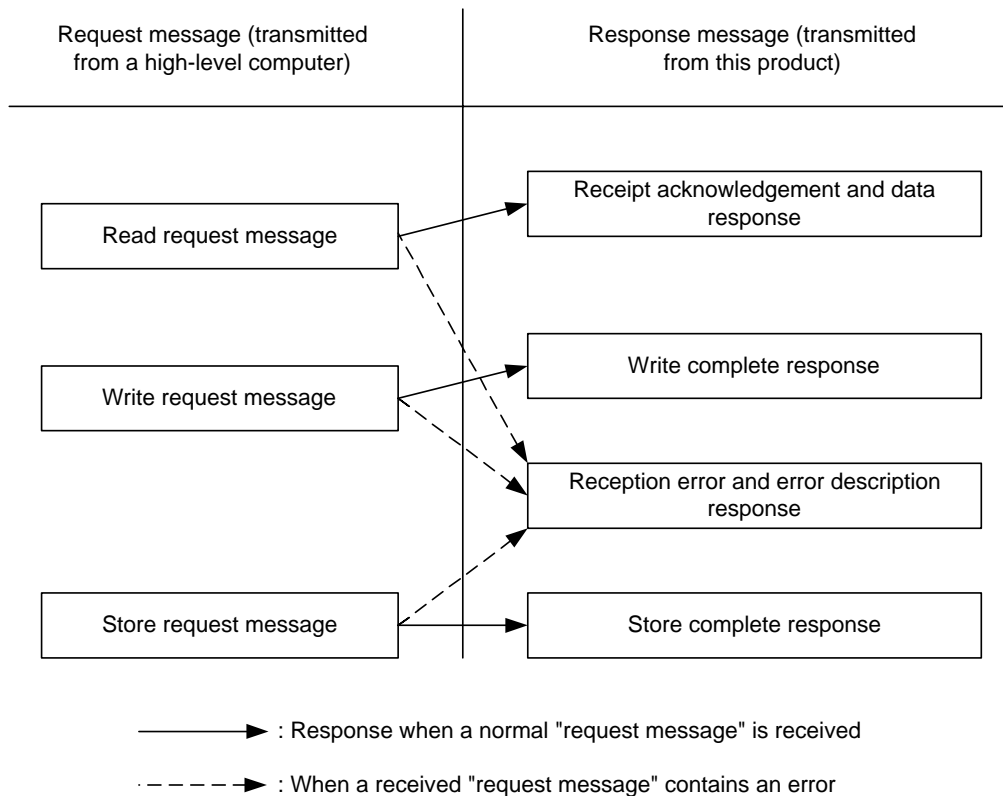 Request message (transmitted
from a high-level computer)
Response message (transmitted
from this product)
Read request message
Receipt acknowledgement and data
response
Write request message
Write complete response
Reception error and error description
response
Store request message
Store complete response
: Response when a normal "request message" is received
: When a received "request message" contains an error